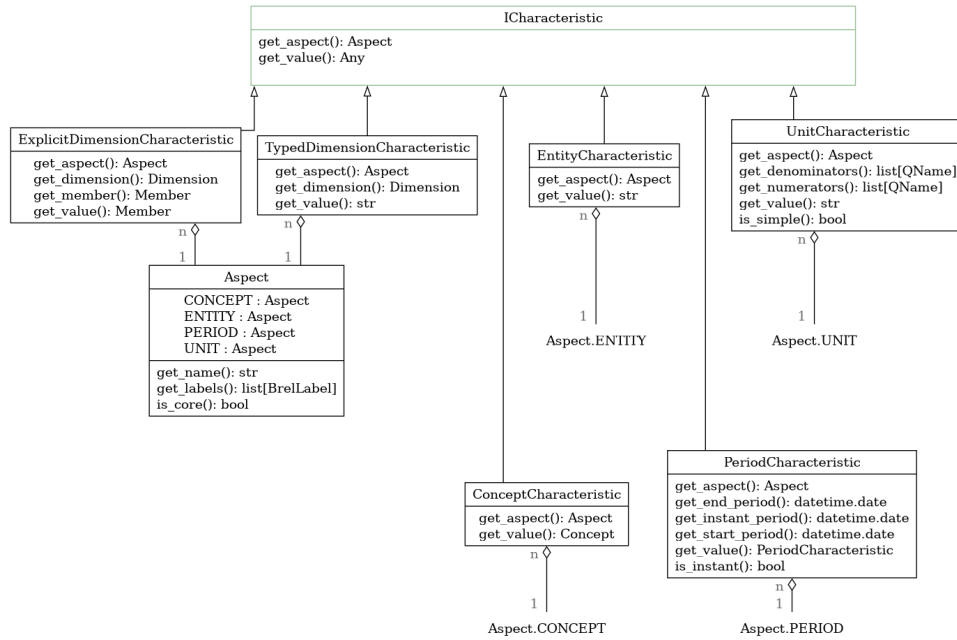 ICharacteristic
get_aspect(): Aspect
get_value(): Any
ExplicitDimensionCharacteristic
get_aspect(): Aspect
get_dimension(): Dimension
get_member(): Member
get_value(): Member
n
1
TypedDimensionCharacteristic
get_aspect(): Aspect
get_dimension(): Dimension
get_value(): str
n
1
EntityCharacteristic
get_aspect(): Aspect
get_value(): str
n
1
Aspect.ENTITY
UnitCharacteristic
get_aspect(): Aspect
get_denominators(): list[QName]
get_numerators(): list[QName]
get_value(): str
is_simple(): bool
n
1
Aspect.UNIT
Aspect
CONCEPT : Aspect
ENTITY : Aspect
PERIOD : Aspect
UNIT : Aspect
get_name(): str
get_labels(): list[BrelLabel]
is_core(): bool
ConceptCharacteristic
get_aspect(): Aspect
get_value(): Concept
n
1
Aspect.CONCEPT
PeriodCharacteristic
get_aspect(): Aspect
get_end_period(): datetime.date
get_instant_period(): datetime.date
get_start_period(): datetime.date
get_value(): PeriodCharacteristic
is_instant(): bool
n
1
Aspect.PERIOD